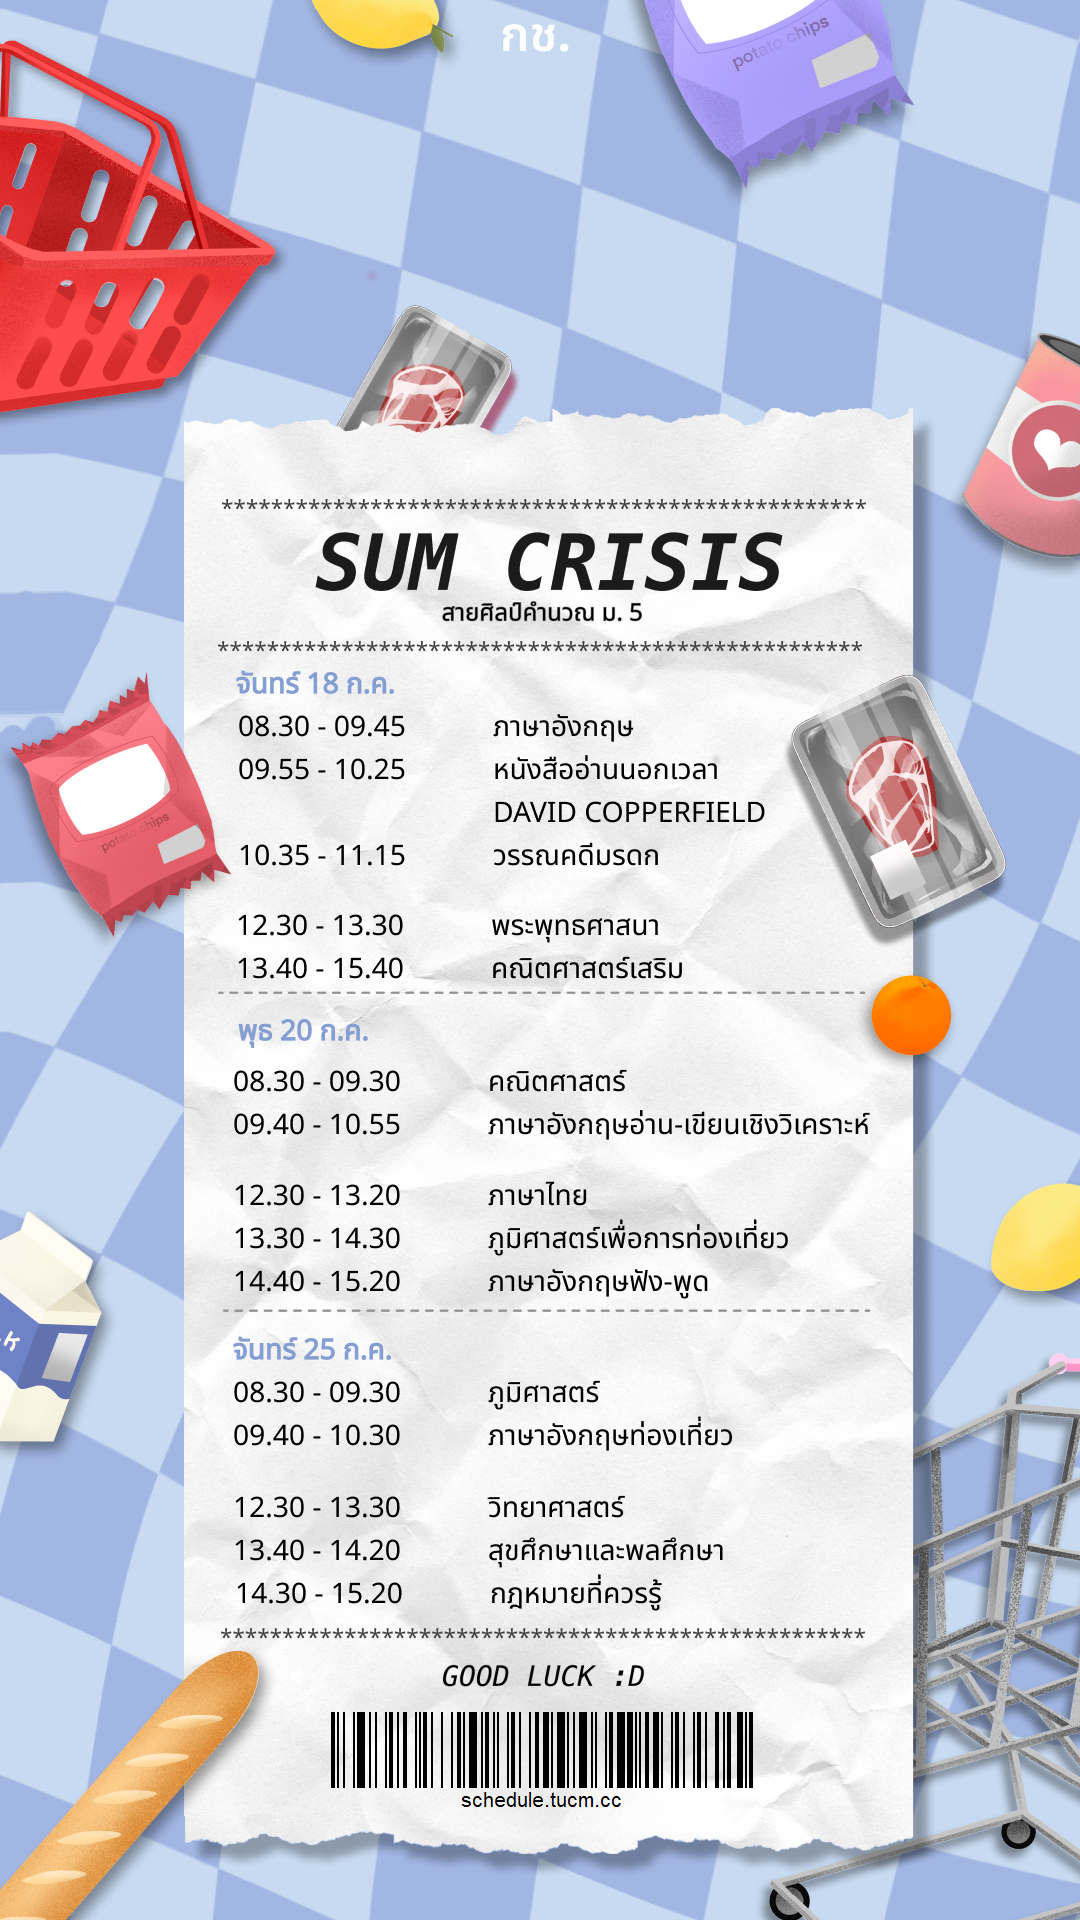 กช.
potato chips
*****************************************************
SUM CRISIS
สายศิลป์คำนวณ ม. 5
*****************************************************
จันทร์ 18 ก.ค.
08.30 - 09.45 ภาษาอังกฤษ
09.55 - 10.25 หนังสืออ่านนอกเวลา
DAVID COPPERFIELD
10.35 - 11.15 วรรณคดีมรดก
12.30 - 13.30 พระพุทธศาสนา
13.40 - 15.40 คณิตศาสตร์เสริม
potato chips
พุธ 20 ก.ค.
08.30 - 09.30 คณิตศาสตร์
09.40 - 10.55 ภาษาอังกฤษอ่าน-เขียนเชิงวิเคราะห์
12.30 - 13.20 ภาษาไทย
13.30 - 14.30 ภูมิศาสตร์เพื่อการท่องเที่ยว
14.40 - 15.20 ภาษาอังกฤษฟัง-พูด
จันทร์ 25 ก.ค.
08.30 - 09.30 ภูมิศาสตร์
09.40 - 10.30 ภาษาอังกฤษท่องเที่ยว
12.30 - 13.30 วิทยาศาสตร์
13.40 - 14.20 สุขศึกษาและพลศึกษา
14.30 - 15.20 กฎหมายที่ควรรู้
*****************************************************
GOOD LUCK :D
schedule.tucm.cc